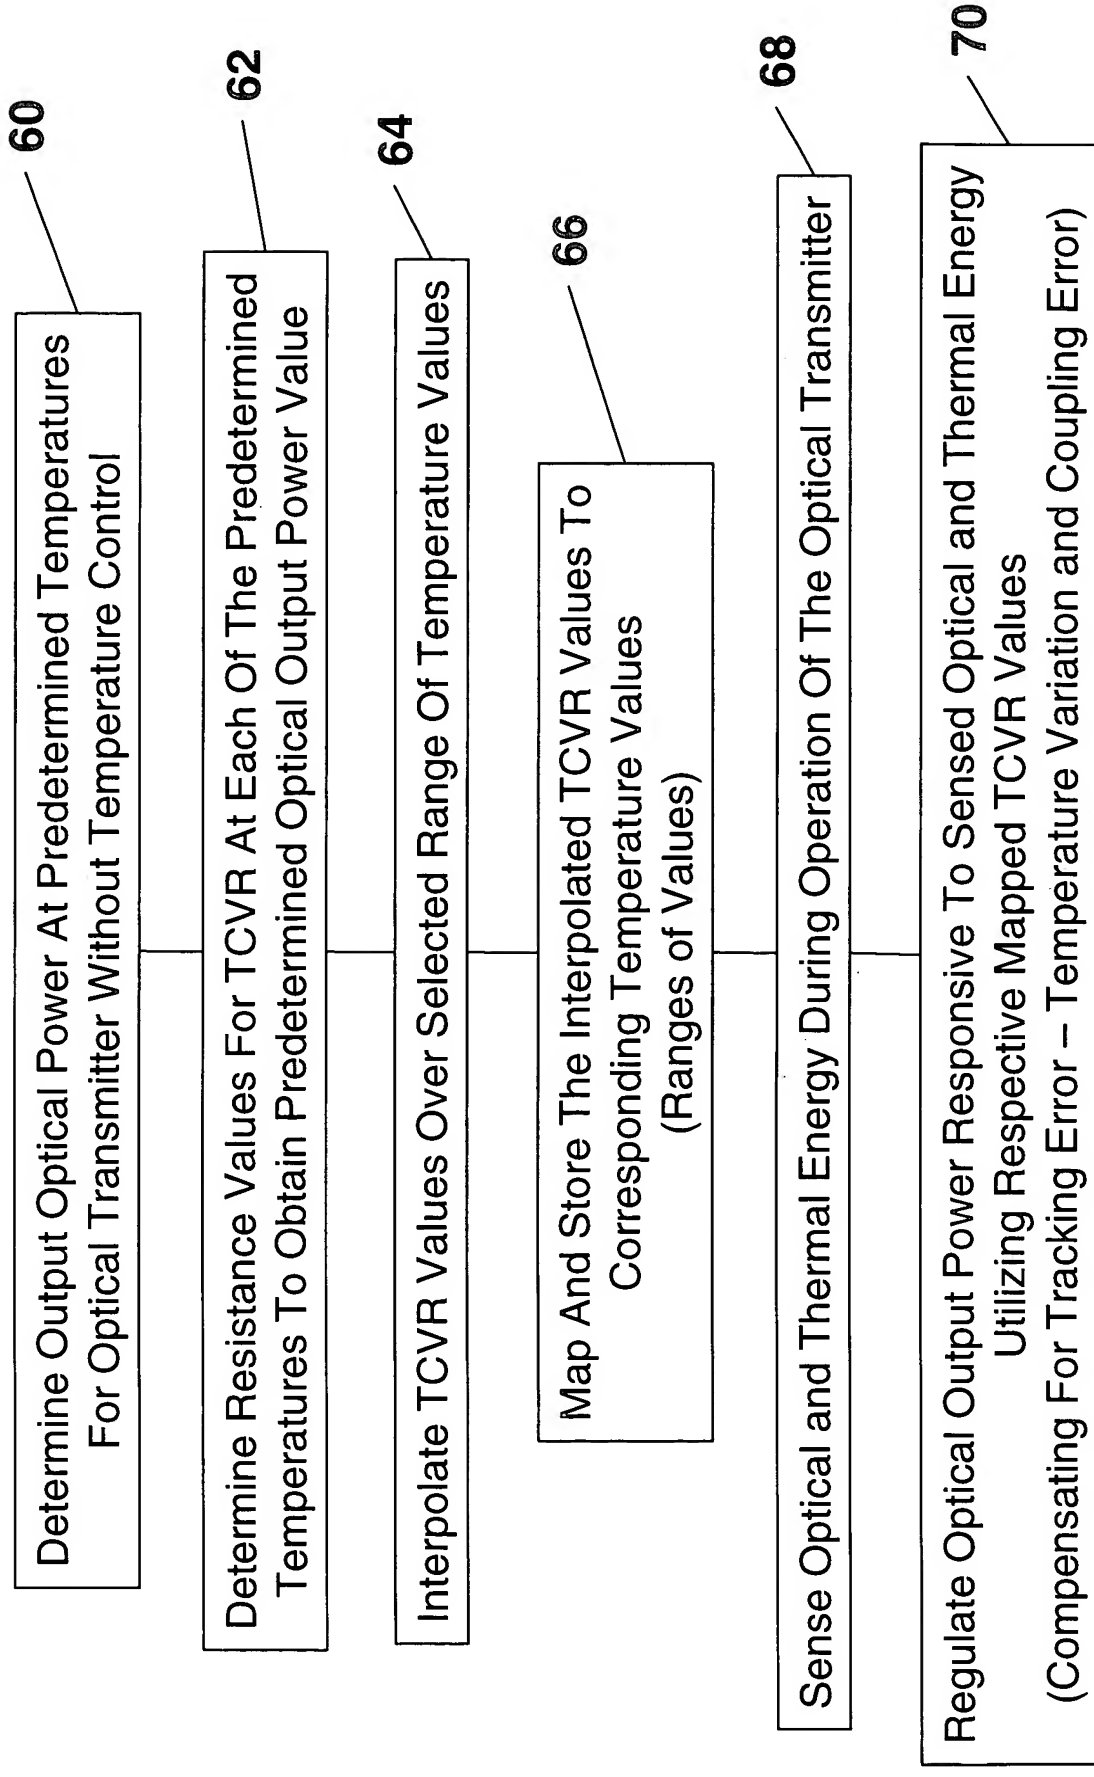 60
Determine Output Optical Power At Predetermined Temperatures
For Optical Transmitter Without Temperature Control
62
Determine Resistance Values For TCVR At Each Of The Predetermined
Temperatures To Obtain Predetermined Optical Output Power Value
64
Interpolate TCVR Values Over Selected Range Of Temperature Values
66
Map And Store The Interpolated TCVR Values To
Corresponding Temperature Values
(Ranges of Values)
68
Sense Optical and Thermal Energy During Operation Of The Optical Transmitter
70
Regulate Optical Output Power Responsive To Sensed Optical and Thermal Energy
Utilizing Respective Mapped TCVR Values
(Compensating For Tracking Error – Temperature Variation and Coupling Error)